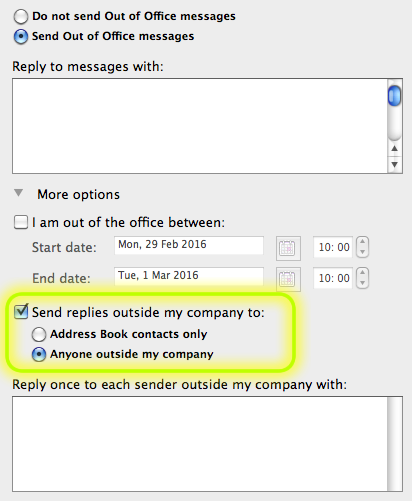 Do not send Out of Office messages
Send Out of Office messages
Reply to messages with:
More options
I am out of the office between:
Start date: Mon, 29 Feb 2016 10: 00
End date: Tue, 1 Mar 2016 10: 00
Send replies outside my company to:
Address Book contacts only
Anyone outside my company
Reply once to each sender outside my company with: